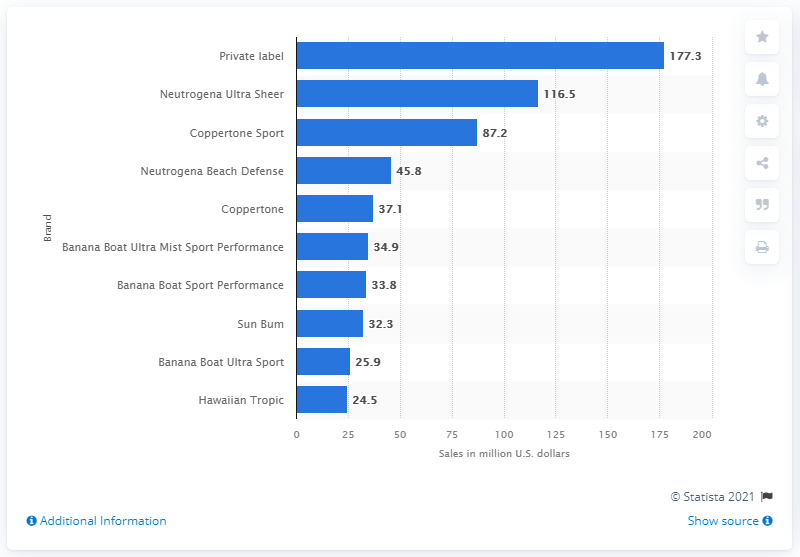 Private label 177.3
Neutrogena Ultra Sheer 116.5
Coppertone Sport 87.2
Neutrogena Beach Defense 45.8
Coppertone 37.1
Banana Boat Ultra Mist Sport Performance 34.9
Banana Boat Sport Performance 33.8
Sun Bum 32.3
Banana Boat Ultra Sport 25.9
Hawaiian Tropic 24.5
Brand
0 25 50 75 100 125 150 175 200
Sales in million U.S. dollars
© Statista 2021
Additional Information
Show source